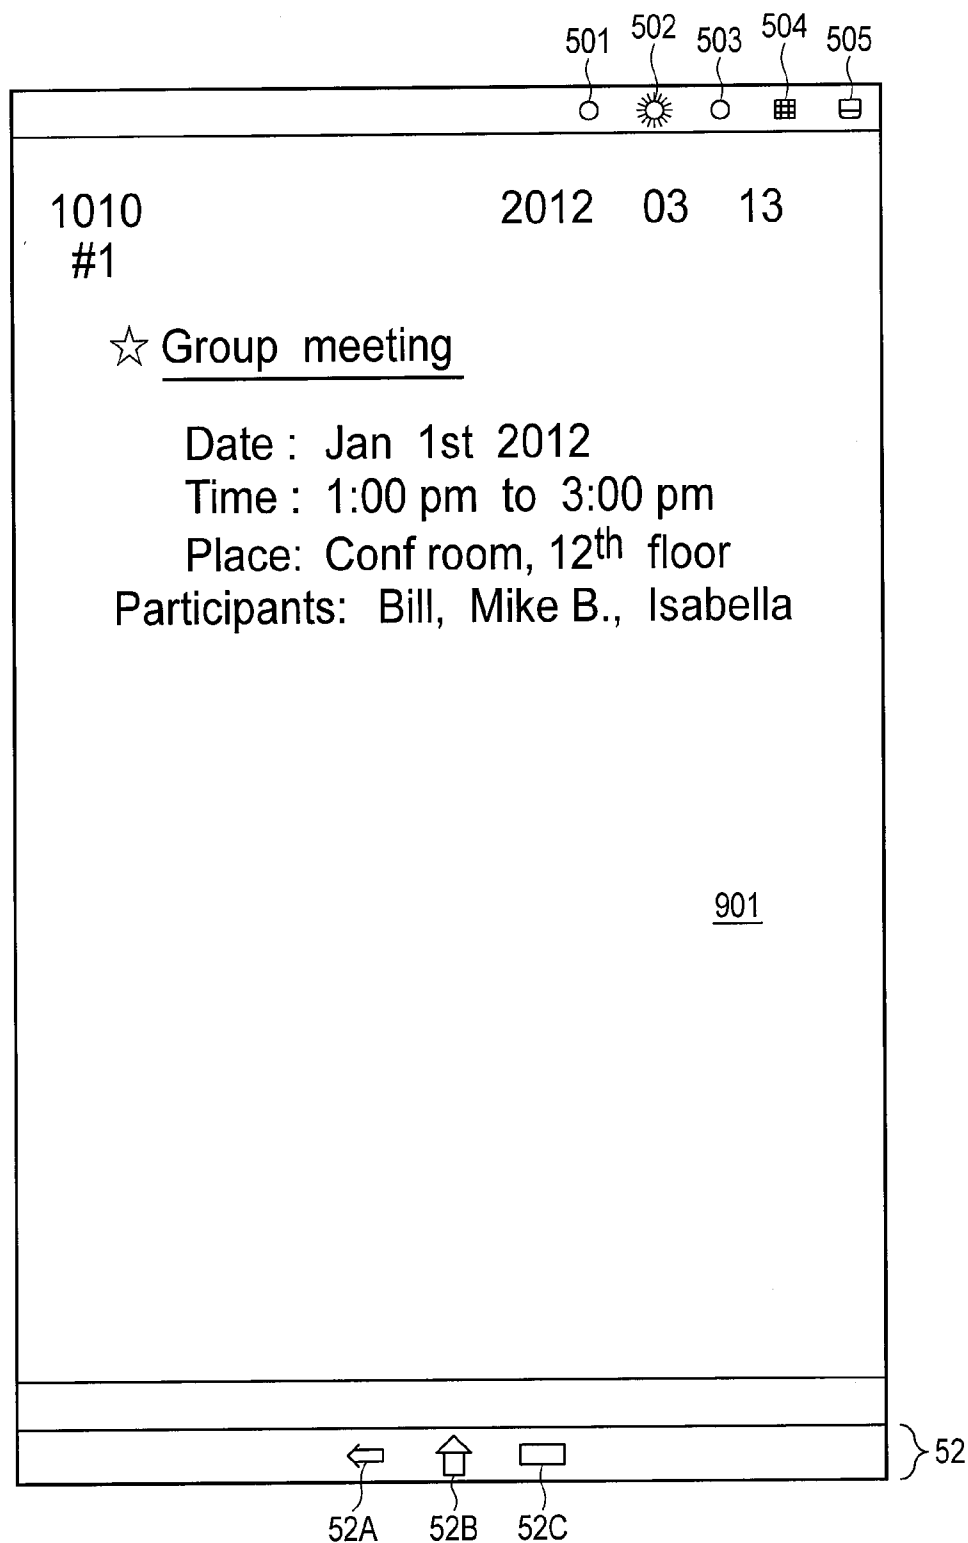 501 502 503 504 505
1010 2012 03 13
#1
☆ Group meeting
Date : Jan 1st 2012
Time : 1:00 pm to 3:00 pm
Place: Conf room, 12th floor
Participants: Bill, Mike B., Isabella
901
52
52A 52B 52C